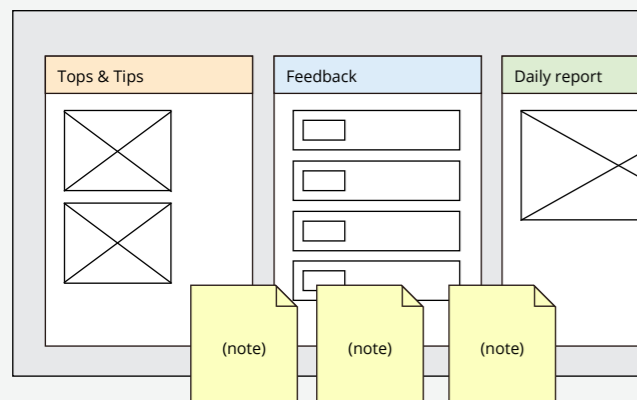 Tops & Tips
Feedback
Daily report
(note)
(note)
(note)